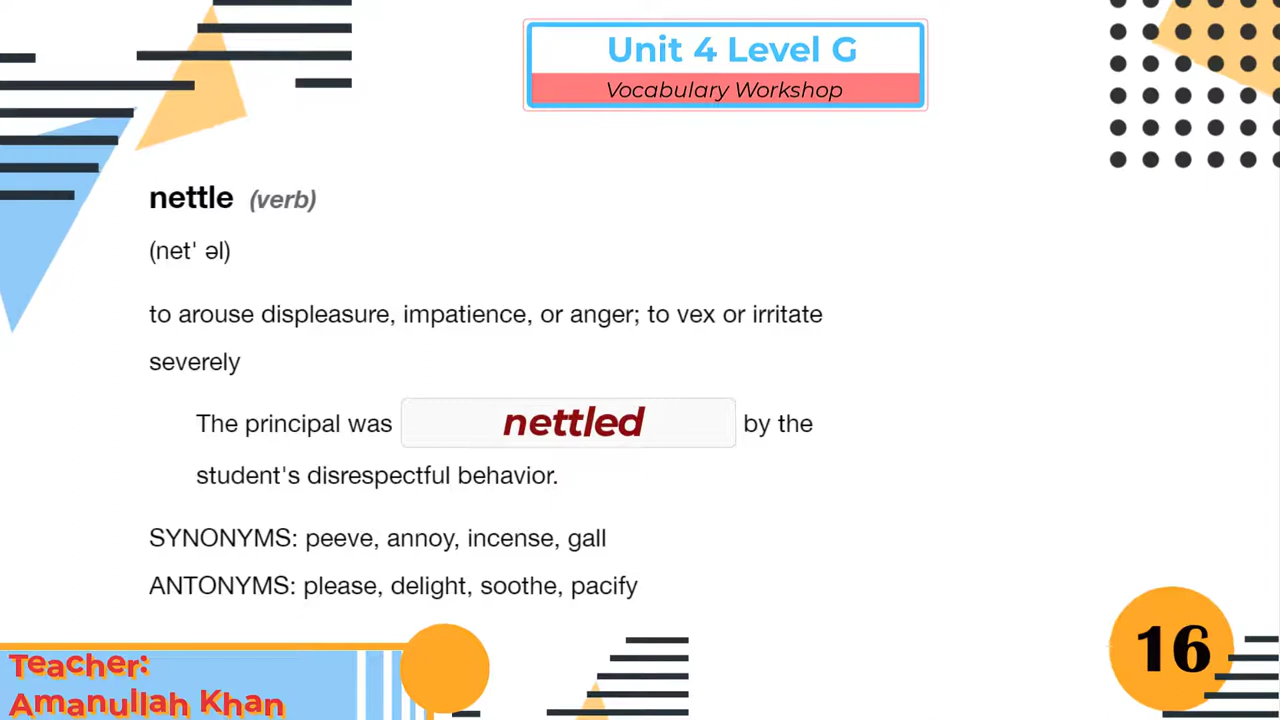 Unit 4 Level G
Vocabulary Workshop
nettle (verb)
(net' əl)
to arouse displeasure, impatience, or anger; to vex or irritate
severely
The principal was nettled by the
student's disrespectful behavior.
SYNONYMS: peeve, annoy, incense, gall
ANTONYMS: please, delight, soothe, pacify
Teacher:
Amanullah Khan
16